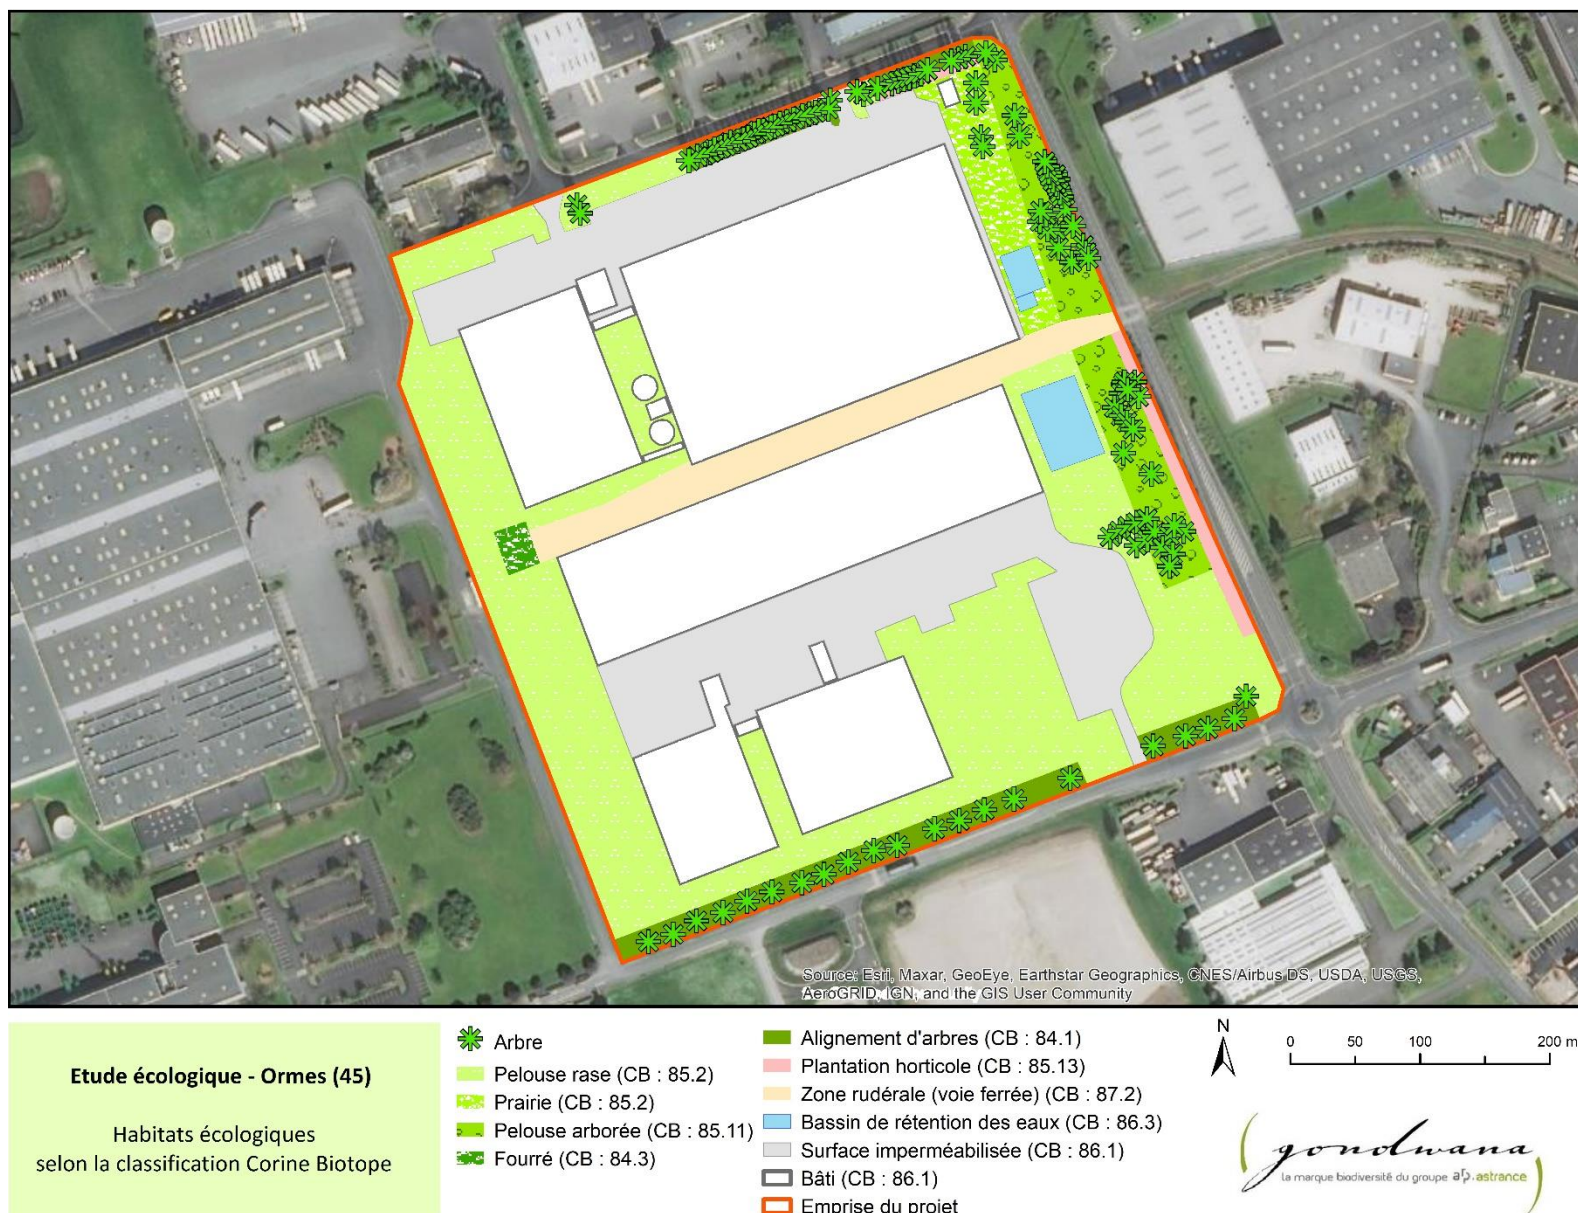 Source: Esri, Maxar, GeoEye, Earthstar Geographics, CNES/Airbus DS, USDA, USGS,
AeroGRID, IGN, and the GIS User Community
Etude écologique - Ormes (45)
Habitats écologiques
selon la classification Corine Biotope
Arbre
Pelouse rase (CB : 85.2)
Prairie (CB : 85.2)
Pelouse arborée (CB : 85.11)
Fourré (CB : 84.3)
Alignement d'arbres (CB : 84.1)
Plantation horticole (CB : 85.13)
Zone rudérale (voie ferrée) (CB : 87.2)
Bassin de rétention des eaux (CB : 86.3)
Surface imperméabilisée (CB : 86.1)
Bâti (CB : 86.1)
Emprise du projet
N
0 50 100 200 m
gondwana
la marque biodiversité du groupe a²p.astrance